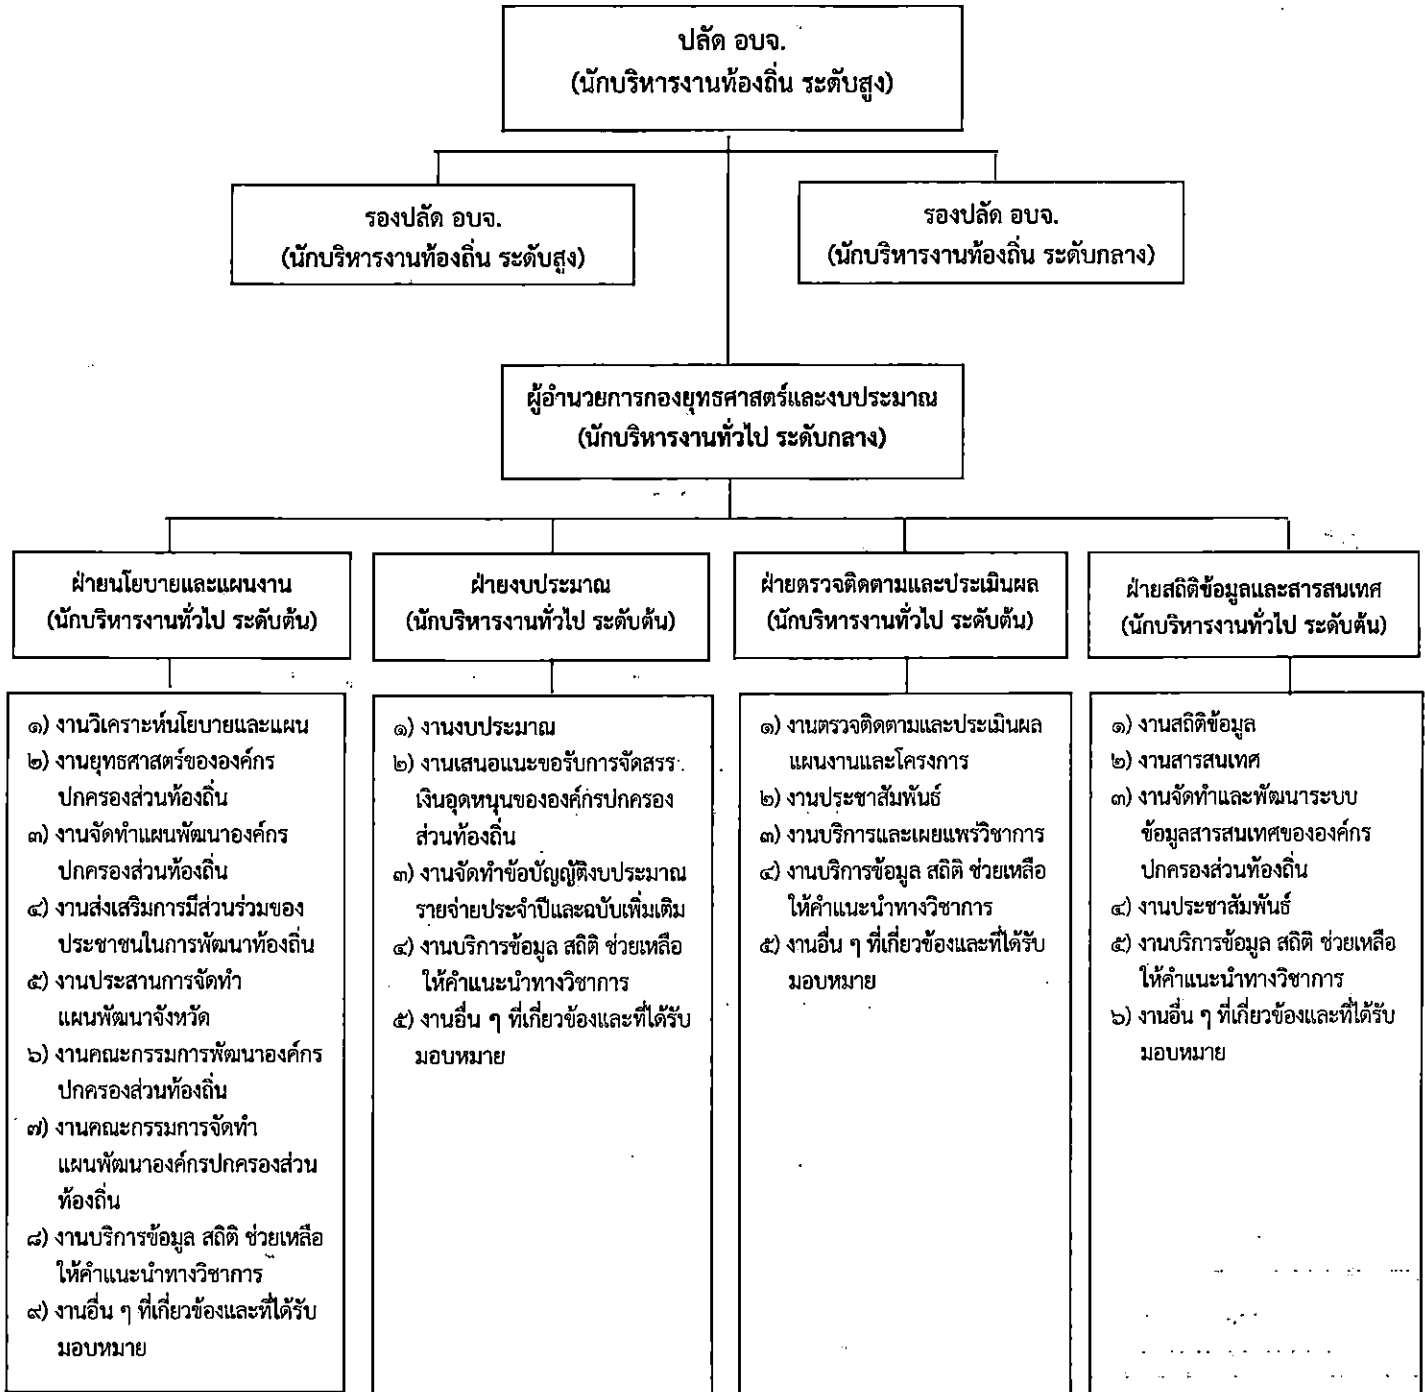 ปลัด อบจ.
(นักบริหารงานท้องถิ่น ระดับสูง)
รองปลัด อบจ.
(นักบริหารงานท้องถิ่น ระดับสูง)
รองปลัด อบจ.
(นักบริหารงานท้องถิ่น ระดับกลาง)
ผู้อำนวยการกองยุทธศาสตร์และงบประมาณ
(นักบริหารงานทั่วไป ระดับกลาง)
ฝ่ายนโยบายและแผนงาน
(นักบริหารงานทั่วไป ระดับต้น)
ฝ่ายงบประมาณ
(นักบริหารงานทั่วไป ระดับต้น)
ฝ่ายตรวจติดตามและประเมินผล
(นักบริหารงานทั่วไป ระดับต้น)
ฝ่ายสถิติข้อมูลและสารสนเทศ
(นักบริหารงานทั่วไป ระดับต้น)
๑) งานวิเคราะห์นโยบายและแผน
๒) งานยุทธศาสตร์ขององค์กร
ปกครองส่วนท้องถิ่น
๓) งานจัดทำแผนพัฒนาองค์กร
ปกครองส่วนท้องถิ่น
๔) งานส่งเสริมการมีส่วนร่วมของ
ประชาชนในการพัฒนาท้องถิ่น
๕) งานประสานการจัดทำ
แผนพัฒนาจังหวัด
๖) งานคณะกรรมการพัฒนาองค์กร
ปกครองส่วนท้องถิ่น
๗) งานคณะกรรมการจัดทำ
แผนพัฒนาองค์กรปกครองส่วน
ท้องถิ่น
๘) งานบริการข้อมูล สถิติ ช่วยเหลือ
ให้คำแนะนำทางวิชาการ
๙) งานอื่น ๆ ที่เกี่ยวข้องและที่ได้รับ
มอบหมาย
๑) งานงบประมาณ
๒) งานเสนอแนะขอรับการจัดสรร
เงินอุดหนุนขององค์กรปกครอง
ส่วนท้องถิ่น
๓) งานจัดทำข้อบัญญัติงบประมาณ
รายจ่ายประจำปีและฉบับเพิ่มเติม
๔) งานบริการข้อมูล สถิติ ช่วยเหลือ
ให้คำแนะนำทางวิชาการ
๕) งานอื่น ๆ ที่เกี่ยวข้องและที่ได้รับ
มอบหมาย
๑) งานตรวจติดตามและประเมินผล
แผนงานและโครงการ
๒) งานประชาสัมพันธ์
๓) งานบริการและเผยแพร่วิชาการ
๔) งานบริการข้อมูล สถิติ ช่วยเหลือ
ให้คำแนะนำทางวิชาการ
๕) งานอื่น ๆ ที่เกี่ยวข้องและที่ได้รับ
มอบหมาย
๑) งานสถิติข้อมูล
๒) งานสารสนเทศ
๓) งานจัดทำและพัฒนาระบบ
ข้อมูลสารสนเทศขององค์กร
ปกครองส่วนท้องถิ่น
๔) งานประชาสัมพันธ์
๕) งานบริการข้อมูล สถิติ ช่วยเหลือ
ให้คำแนะนำทางวิชาการ
๖) งานอื่น ๆ ที่เกี่ยวข้องและที่ได้รับ
มอบหมาย